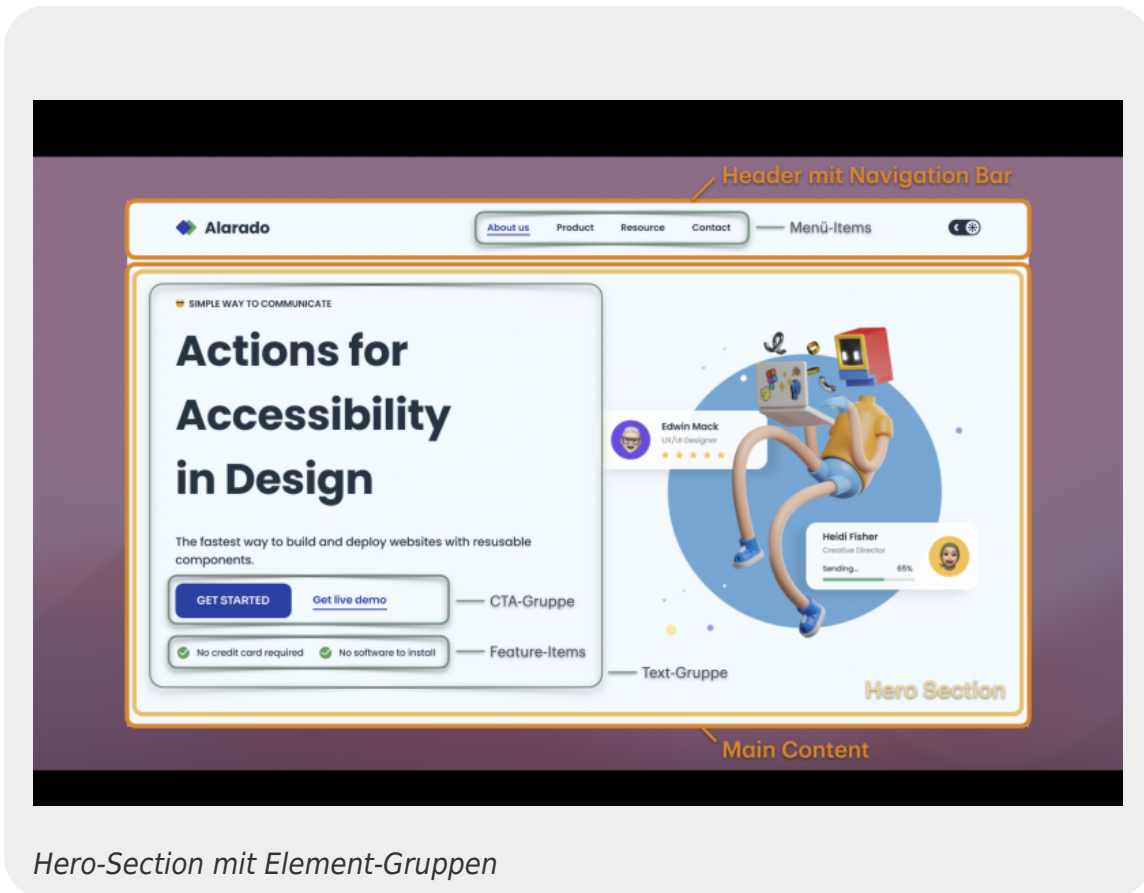 Header mit Navigation Bar
Alarado
About us
Product
Resource
Contact
Menü-Items
SIMPLE WAY TO COMMUNICATE
Actions for
Accessibility
in Design
The fastest way to build and deploy websites with resusable
components.
GET STARTED
Get live demo
CTA-Gruppe
No credit card required
No software to install
Feature-Items
Text-Gruppe
Edwin Mack
UX/UI Designer
Heidi Fisher
Creative Director
Sending...
65%
Hero Section
Main Content
Hero-Section mit Element-Gruppen